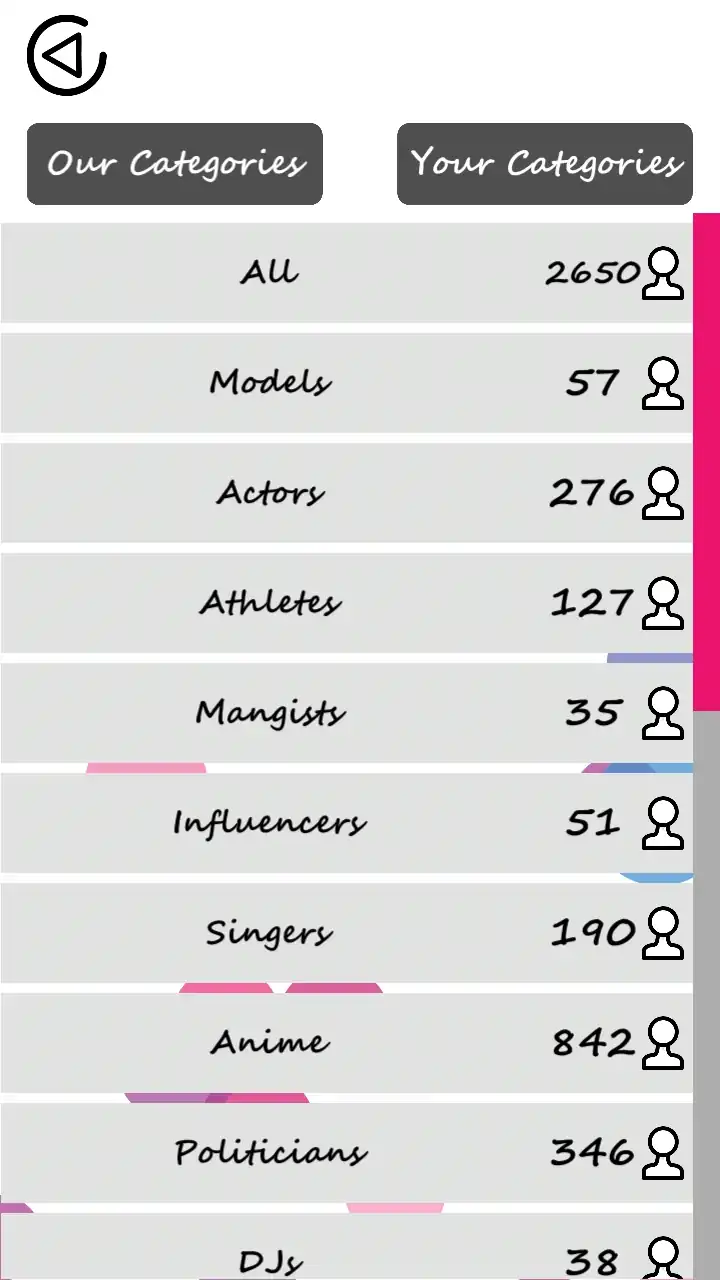 Our Categories Your Categories
All 2650
Models 57
Actors 276
Athletes 127
Mangists 35
Influencers 51
Singers 190
Anime 842
Politicians 346
DJs 38